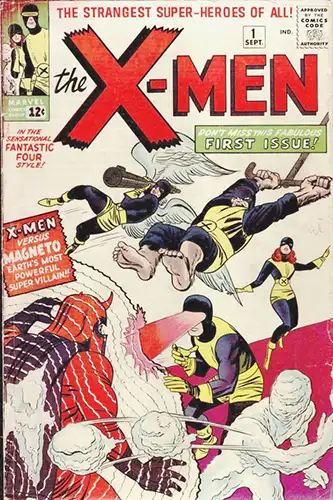 THE STRANGEST SUPER-HEROES OF ALL!
1
SEPT.
IND.
APPROVED
BY THE
COMICS
CODE
AUTHORITY
MARVEL
COMICS GROUP
12¢
the X-MEN
IN THE
SENSATIONAL
FANTASTIC
FOUR
STYLE!
DON'T MISS THIS FABULOUS
FIRST ISSUE!
X-MEN
VERSUS
MAGNETO
EARTH'S MOST
POWERFUL
SUPER VILLAIN!!